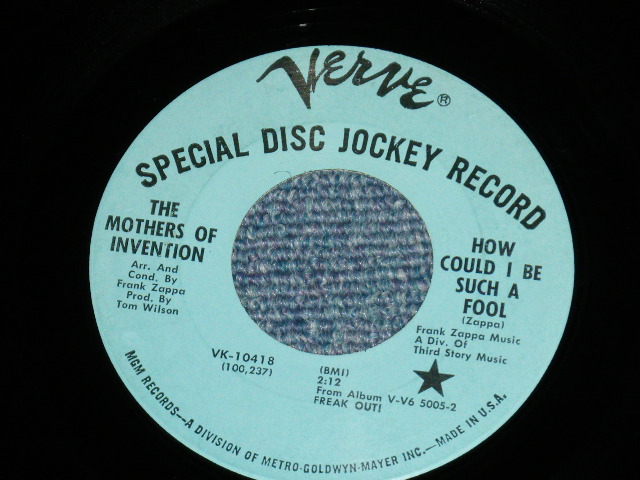 Verve®
SPECIAL DISC JOCKEY RECORD
THE
MOTHERS OF
INVENTION
Arr. And
Cond. By
Frank Zappa
Prod. By
Tom Wilson
HOW
COULD I BE
SUCH A
FOOL
(Zappa)
Frank Zappa Music
A Div. Of
Third Story Music
VK-10418
(100,237)
(BMI)
2:12
From Album V-V6 5005-2
FREAK OUT!
MGM RECORDS—A DIVISION OF METRO-GOLDWYN-MAYER INC.—MADE IN U.S.A.